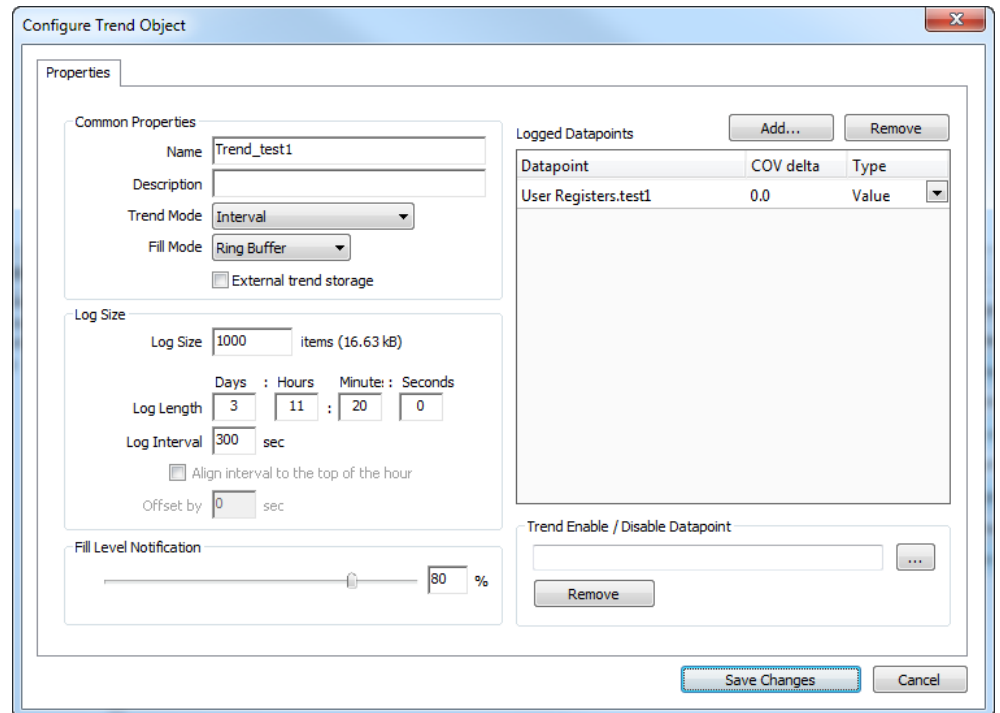 Configure Trend Object
Properties
Common Properties
Name Trend_test1
Description
Trend Mode Interval
Fill Mode Ring Buffer
External trend storage
Log Size
Log Size 1000 items (16.63 kB)
Days : Hours Minute: : Seconds
Log Length 3 11 : 20 0
Log Interval 300 sec
Align interval to the top of the hour
Offset by 0 sec
Fill Level Notification
80 %
Logged Datapoints Add... Remove
Datapoint COV delta Type
User Registers.test1 0.0 Value
Trend Enable / Disable Datapoint
...
Remove
Save Changes Cancel